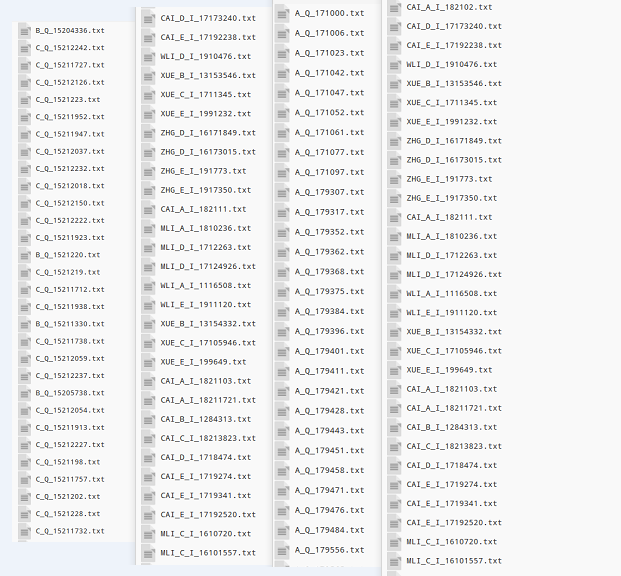 B_Q_15204336.txt
C_Q_15212242.txt
C_Q_15211727.txt
C_Q_15212126.txt
C_Q_1521223.txt
C_Q_15211952.txt
C_Q_15211947.txt
C_Q_15212037.txt
C_Q_15212232.txt
C_Q_15212018.txt
C_Q_15212150.txt
C_Q_15212222.txt
C_Q_15211923.txt
B_Q_1521220.txt
C_Q_1521219.txt
C_Q_15211712.txt
C_Q_15211938.txt
B_Q_15211330.txt
C_Q_15211738.txt
C_Q_15212059.txt
C_Q_15212237.txt
B_Q_15205738.txt
C_Q_15212054.txt
C_Q_15211913.txt
C_Q_15212227.txt
C_Q_1521198.txt
C_Q_15211757.txt
C_Q_1521202.txt
C_Q_1521228.txt
C_Q_15211732.txt
CAI_D_I_17173240.txt
CAI_E_I_17192238.txt
WLI_D_I_1910476.txt
XUE_B_I_13153546.txt
XUE_C_I_1711345.txt
XUE_E_I_1991232.txt
ZHG_D_I_16171849.txt
ZHG_D_I_16173015.txt
ZHG_E_I_191773.txt
ZHG_E_I_1917350.txt
CAI_A_I_182111.txt
MLI_A_I_1810236.txt
MLI_D_I_1712263.txt
MLI_D_I_17124926.txt
WLI_A_I_1116508.txt
WLI_E_I_1911120.txt
XUE_B_I_13154332.txt
XUE_C_I_17105946.txt
XUE_E_I_199649.txt
CAI_A_I_1821103.txt
CAI_A_I_18211721.txt
CAI_B_I_1284313.txt
CAI_C_I_18213823.txt
CAI_D_I_1718474.txt
CAI_E_I_1719274.txt
CAI_E_I_1719341.txt
CAI_E_I_17192520.txt
MLI_C_I_1610720.txt
MLI_C_I_16101557.txt
A_Q_171000.txt
A_Q_171006.txt
A_Q_171023.txt
A_Q_171042.txt
A_Q_171047.txt
A_Q_171052.txt
A_Q_171061.txt
A_Q_171077.txt
A_Q_171097.txt
A_Q_179307.txt
A_Q_179317.txt
A_Q_179352.txt
A_Q_179362.txt
A_Q_179368.txt
A_Q_179375.txt
A_Q_179384.txt
A_Q_179396.txt
A_Q_179401.txt
A_Q_179411.txt
A_Q_179421.txt
A_Q_179428.txt
A_Q_179443.txt
A_Q_179451.txt
A_Q_179458.txt
A_Q_179471.txt
A_Q_179476.txt
A_Q_179484.txt
A_Q_179556.txt
CAI_A_I_182102.txt
CAI_D_I_17173240.txt
CAI_E_I_17192238.txt
WLI_D_I_1910476.txt
XUE_B_I_13153546.txt
XUE_C_I_1711345.txt
XUE_E_I_1991232.txt
ZHG_D_I_16171849.txt
ZHG_D_I_16173015.txt
ZHG_E_I_191773.txt
ZHG_E_I_1917350.txt
CAI_A_I_182111.txt
MLI_A_I_1810236.txt
MLI_D_I_1712263.txt
MLI_D_I_17124926.txt
WLI_A_I_1116508.txt
WLI_E_I_1911120.txt
XUE_B_I_13154332.txt
XUE_C_I_17105946.txt
XUE_E_I_199649.txt
CAI_A_I_1821103.txt
CAI_A_I_18211721.txt
CAI_B_I_1284313.txt
CAI_C_I_18213823.txt
CAI_D_I_1718474.txt
CAI_E_I_1719274.txt
CAI_E_I_1719341.txt
CAI_E_I_17192520.txt
MLI_C_I_1610720.txt
MLI_C_I_16101557.txt